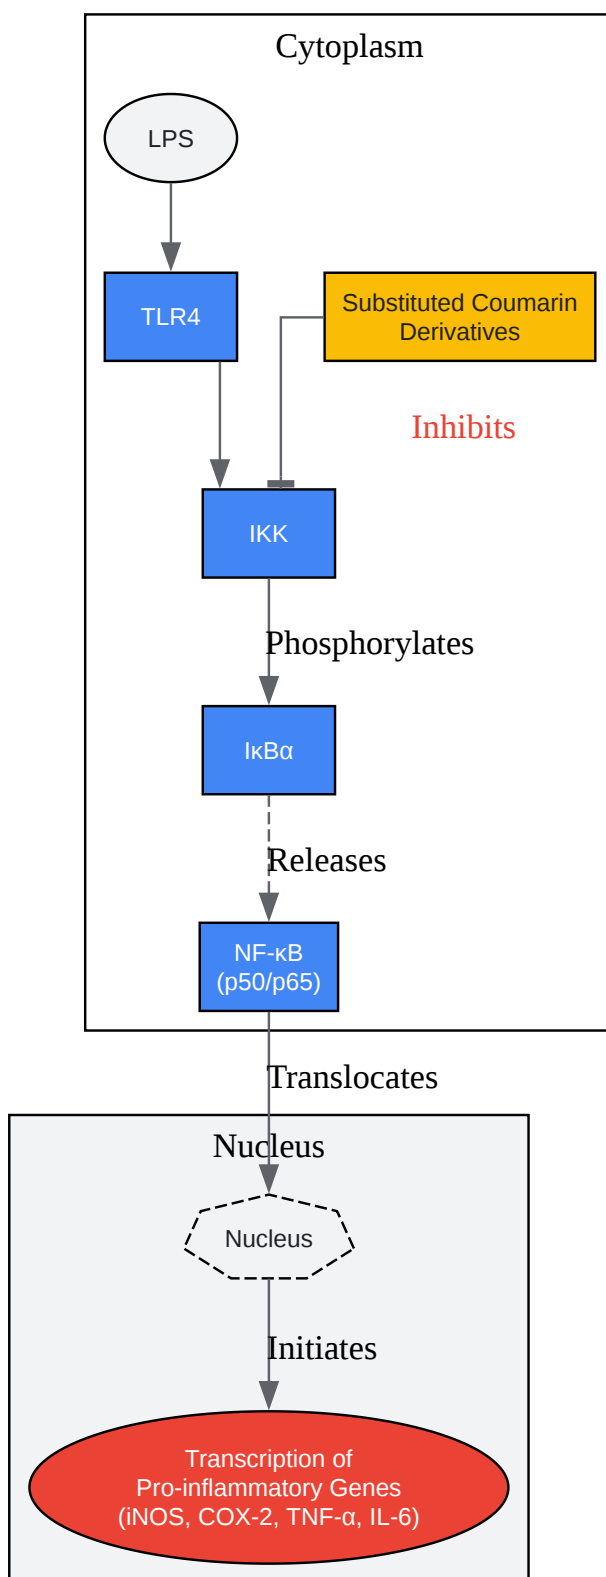 Cytoplasm
LPS
TLR4
Substituted Coumarin
Derivatives
Inhibits
IKK
Phosphorylates
IκBα
Releases
NF-κB
(p50/p65)
Translocates
Nucleus
Nucleus
Initiates
Transcription of
Pro-inflammatory Genes
(iNOS, COX-2, TNF-α, IL-6)